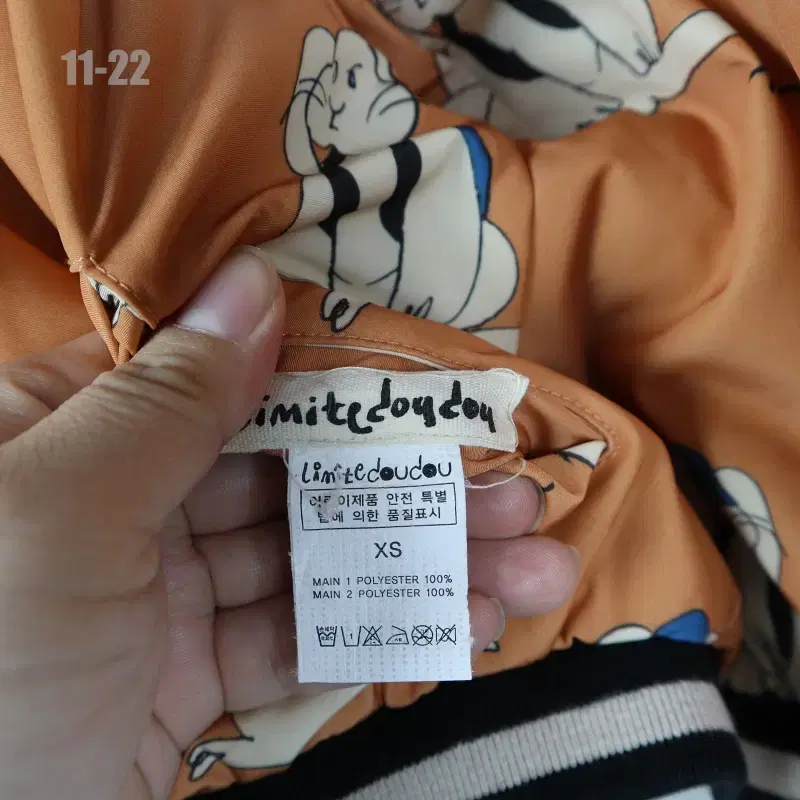 11-22
imitedoudou
Limitedoudou
어린이제품 안전 특별
법에 의한 품질표시
XS
MAIN 1 POLYESTER 100%
MAIN 2 POLYESTER 100%